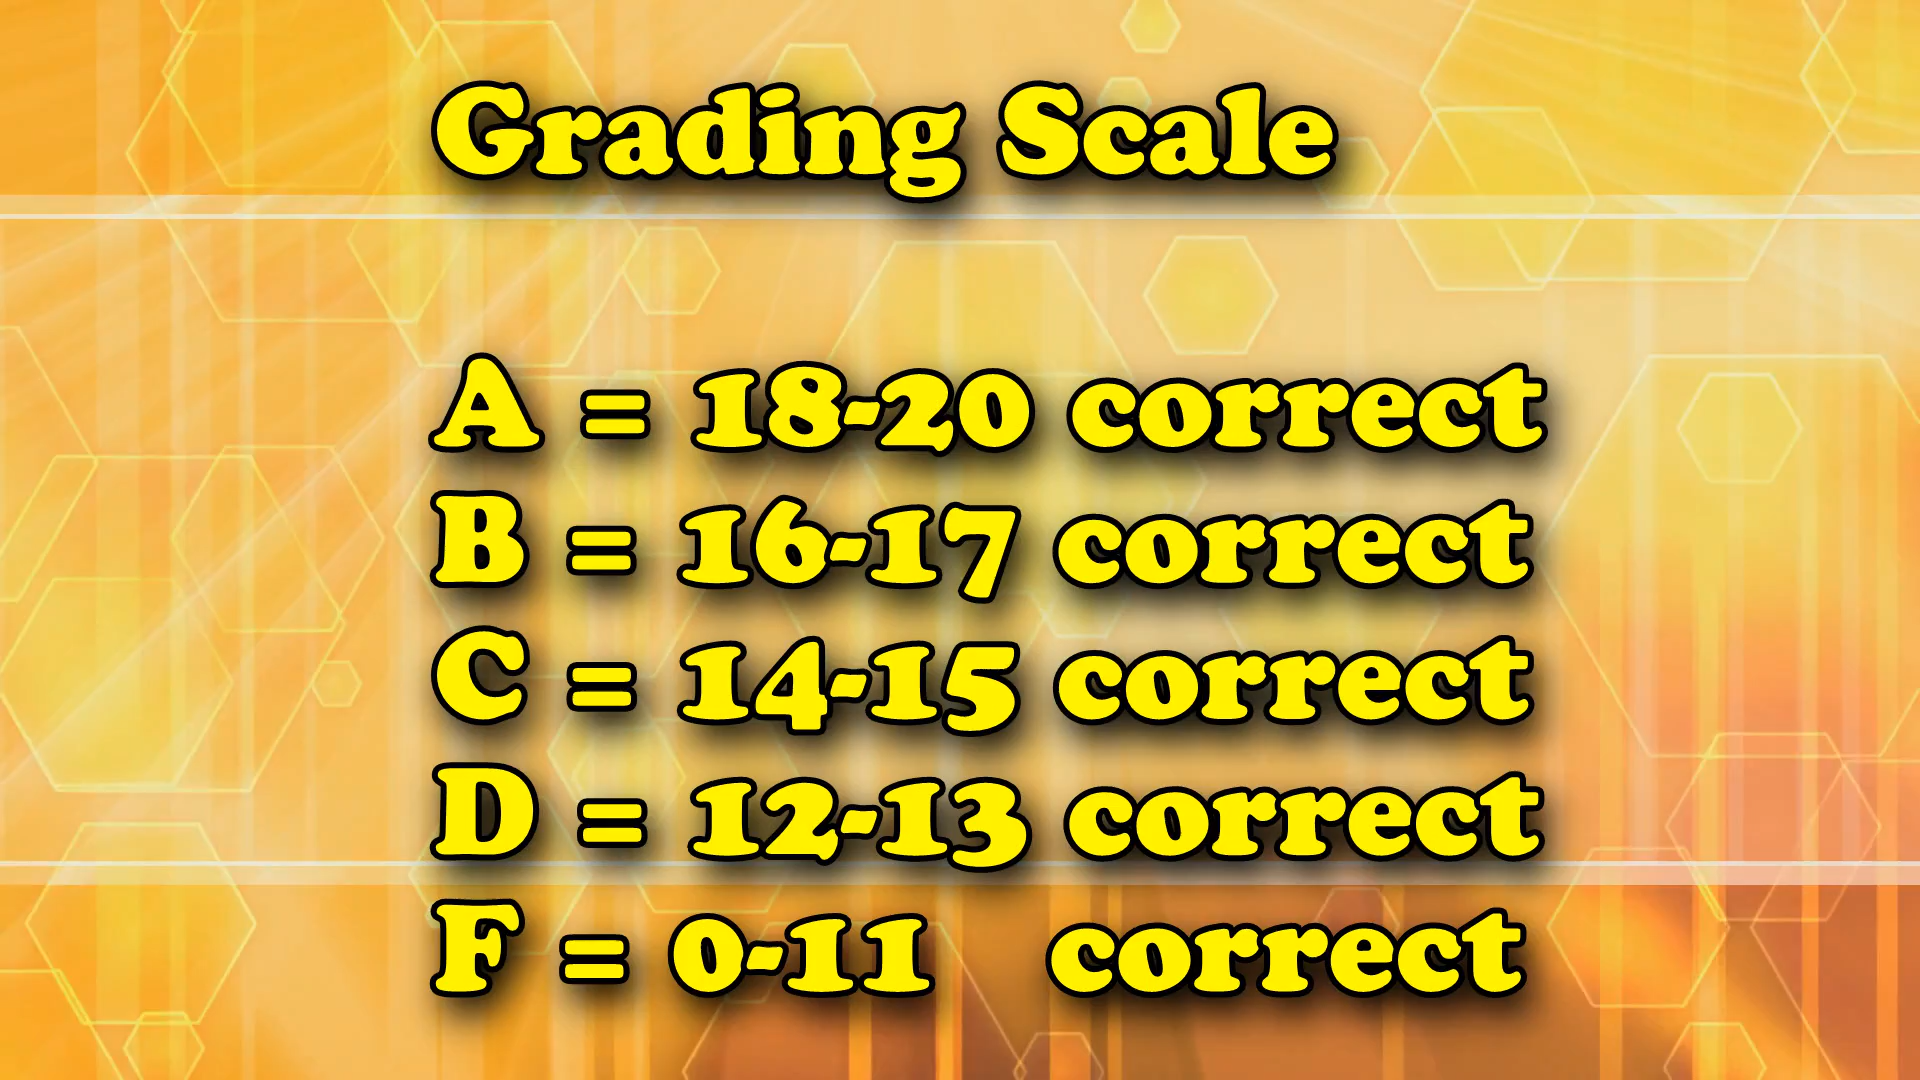 Grading Scale
A = 18-20 correct
B = 16-17 correct
C = 14-15 correct
D = 12-13 correct
F = 0-11 correct